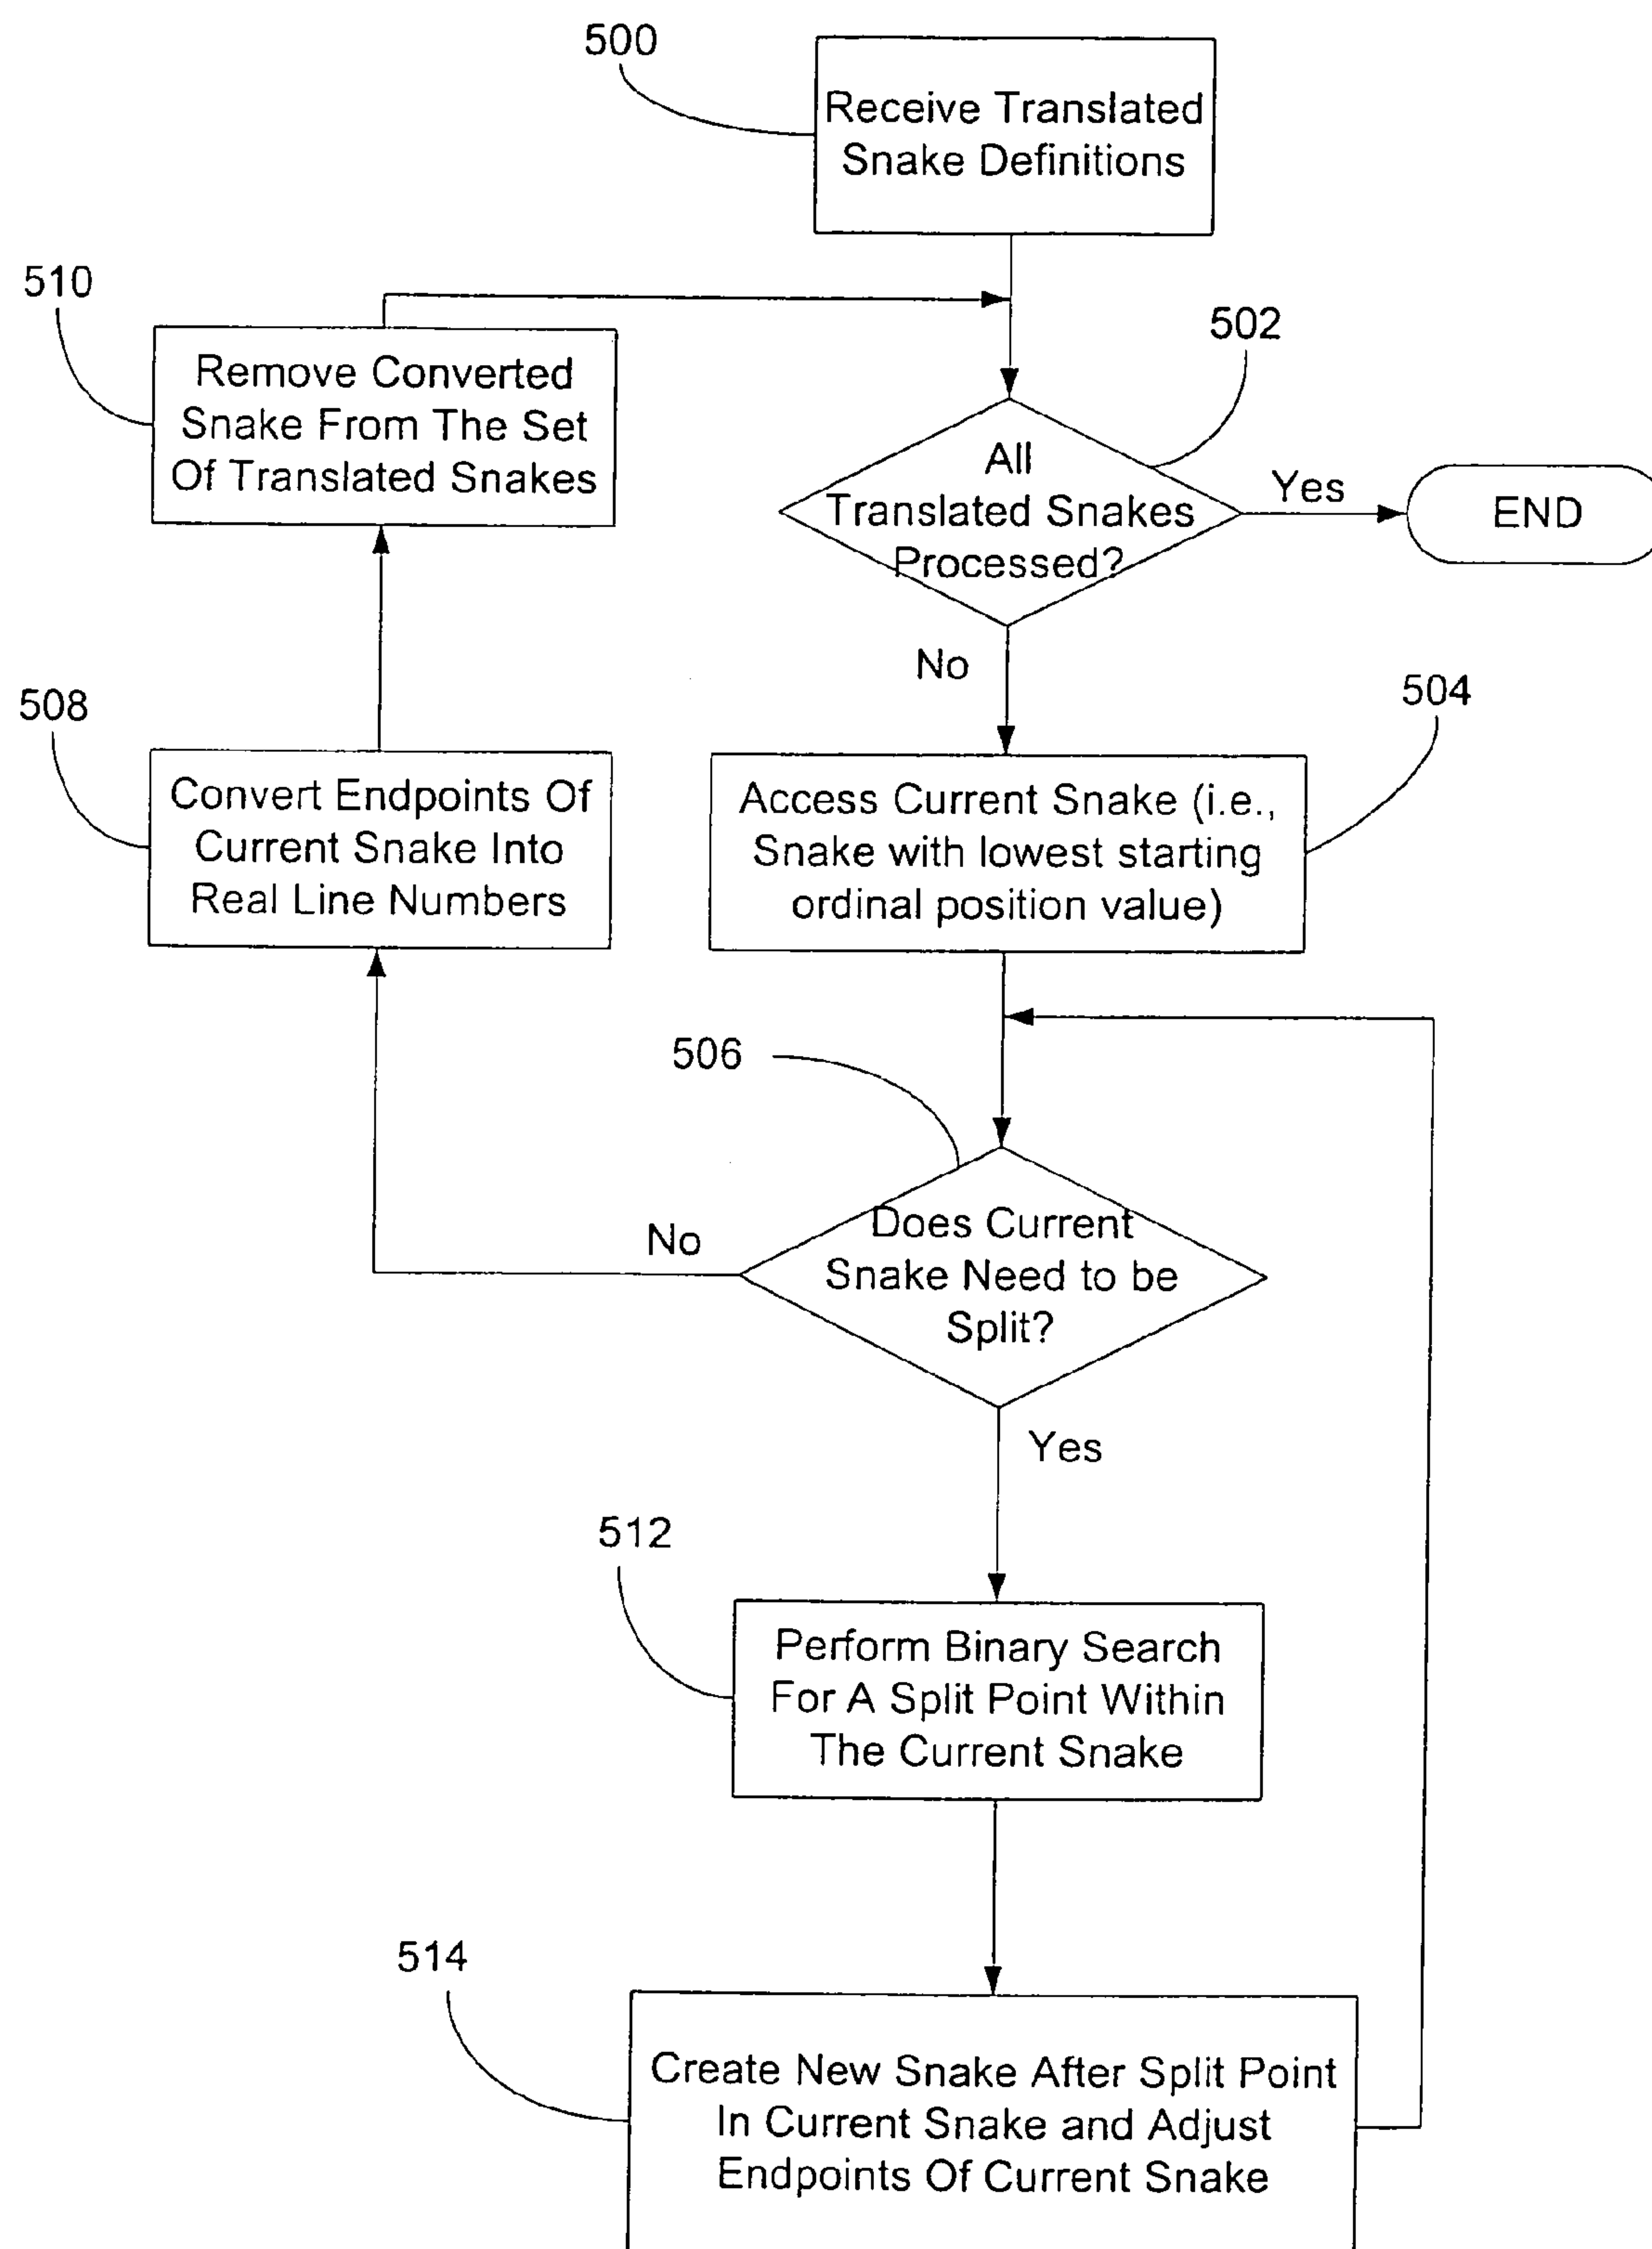 500
Receive Translated
Snake Definitions
510
Remove Converted
Snake From The Set
Of Translated Snakes
502
All
Translated Snakes
Processed?
Yes
END
No
508
Convert Endpoints Of
Current Snake Into
Real Line Numbers
504
Access Current Snake (i.e.,
Snake with lowest starting
ordinal position value)
506
Does Current
Snake Need to be
Split?
No
Yes
512
Perform Binary Search
For A Split Point Within
The Current Snake
514
Create New Snake After Split Point
In Current Snake and Adjust
Endpoints Of Current Snake